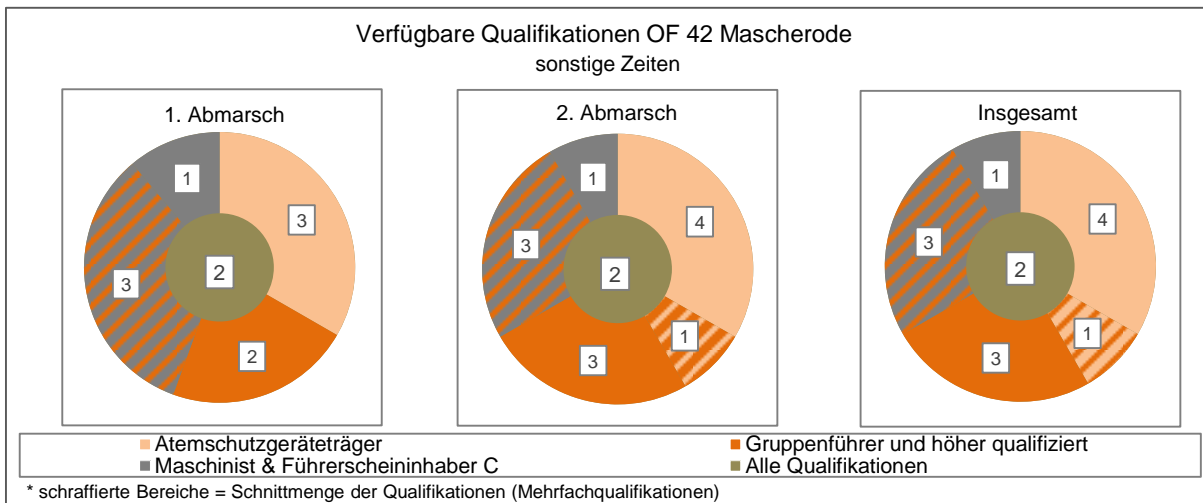 Verfügbare Qualifikationen OF 42 Mascherode
sonstige Zeiten
1. Abmarsch
1
3
2
3
2
2. Abmarsch
1
4
3
2
1
3
Insgesamt
1
4
3
2
1
3
Atemschutzgeräteträger
Gruppenführer und höher qualifiziert
Maschinist & Führerscheininhaber C
Alle Qualifikationen
* schraffierte Bereiche = Schnittmenge der Qualifikationen (Mehrfachqualifikationen)